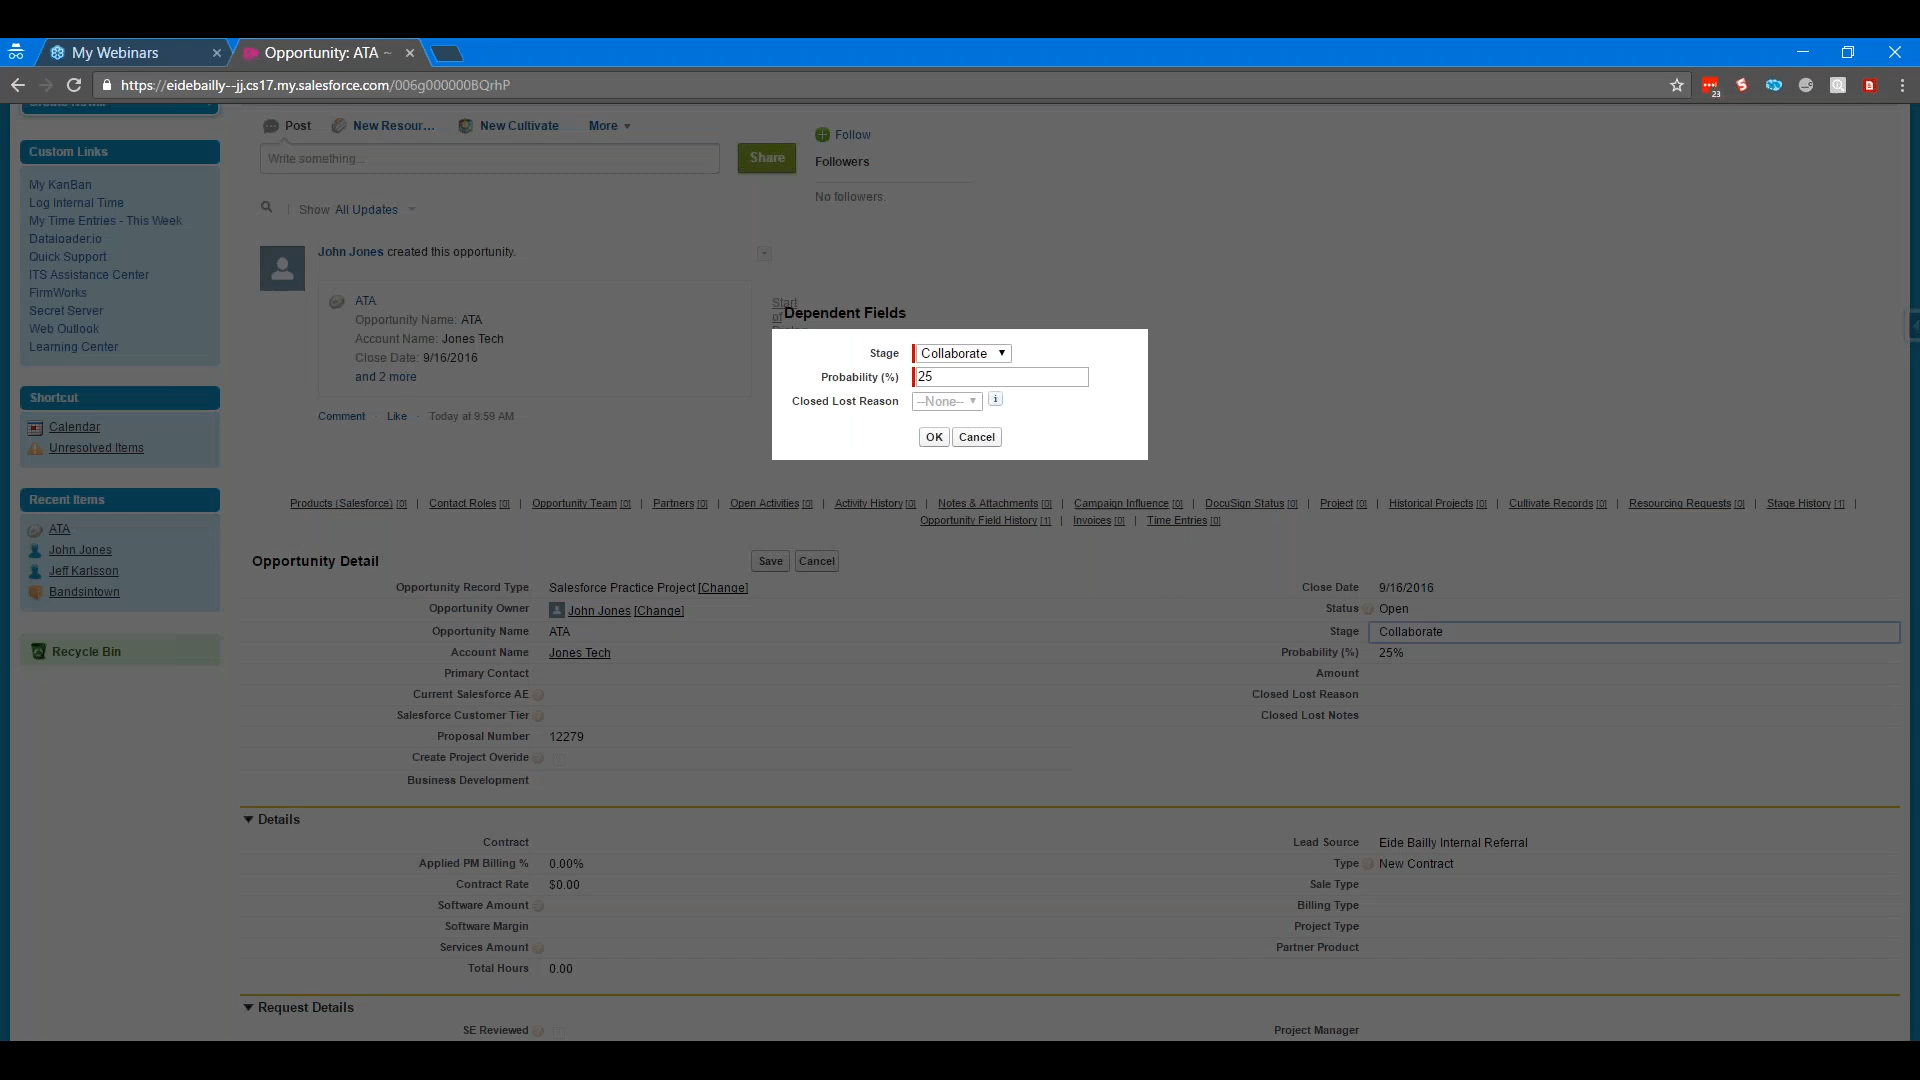 My Webinars
Opportunity: ATA ~
https://eidebailly--jj.cs17.my.salesforce.com/006g000000BQrhP
23
Post
New Resour...
New Cultivate
More
Follow
Custom Links
Write something...
Share
Followers
My KanBan
Log Internal Time
No followers.
Show All Updates
My Time Entries - This Week
Dataloader.io
Quick Support
John Jones created this opportunity.
ITS Assistance Center
FirmWorks
ATA
Start
of
Dependent Fields
Secret Server
Opportunity Name: ATA
Web Outlook
Account Name: Jones Tech
Learning Center
Close Date: 9/16/2016
Stage Collaborate
and 2 more
Probability (%) 25
Shortcut
Closed Lost Reason --None--
Comment · Like · Today at 9:59 AM
Calendar
OK Cancel
Unresolved Items
Recent Items
Products (Salesforce) [0] | Contact Roles [0] | Opportunity Team [0] | Partners [0] | Open Activities [0] | Activity History [0] | Notes & Attachments [0] | Campaign Influence [0] | DocuSign Status [0] | Project [0] | Historical Projects [0] | Cultivate Records [0] | Resourcing Requests [0] | Stage History [1] |
Opportunity Field History [1] | Invoices [0] | Time Entries [0]
ATA
John Jones
Jeff Karlsson
Bandsintown
Recycle Bin
Opportunity Detail
Save Cancel
Opportunity Record Type Salesforce Practice Project [Change]
Close Date 9/16/2016
Opportunity Owner John Jones [Change]
Status Open
Opportunity Name ATA
Stage Collaborate
Account Name Jones Tech
Probability (%) 25%
Primary Contact
Amount
Current Salesforce AE
Closed Lost Reason
Salesforce Customer Tier
Closed Lost Notes
Proposal Number 12279
Create Project Overide
Business Development
Details
Contract
Lead Source Eide Bailly Internal Referral
Applied PM Billing % 0.00%
Type New Contract
Contract Rate $0.00
Sale Type
Software Amount
Billing Type
Software Margin
Project Type
Services Amount
Partner Product
Total Hours 0.00
Request Details
SE Reviewed
Project Manager